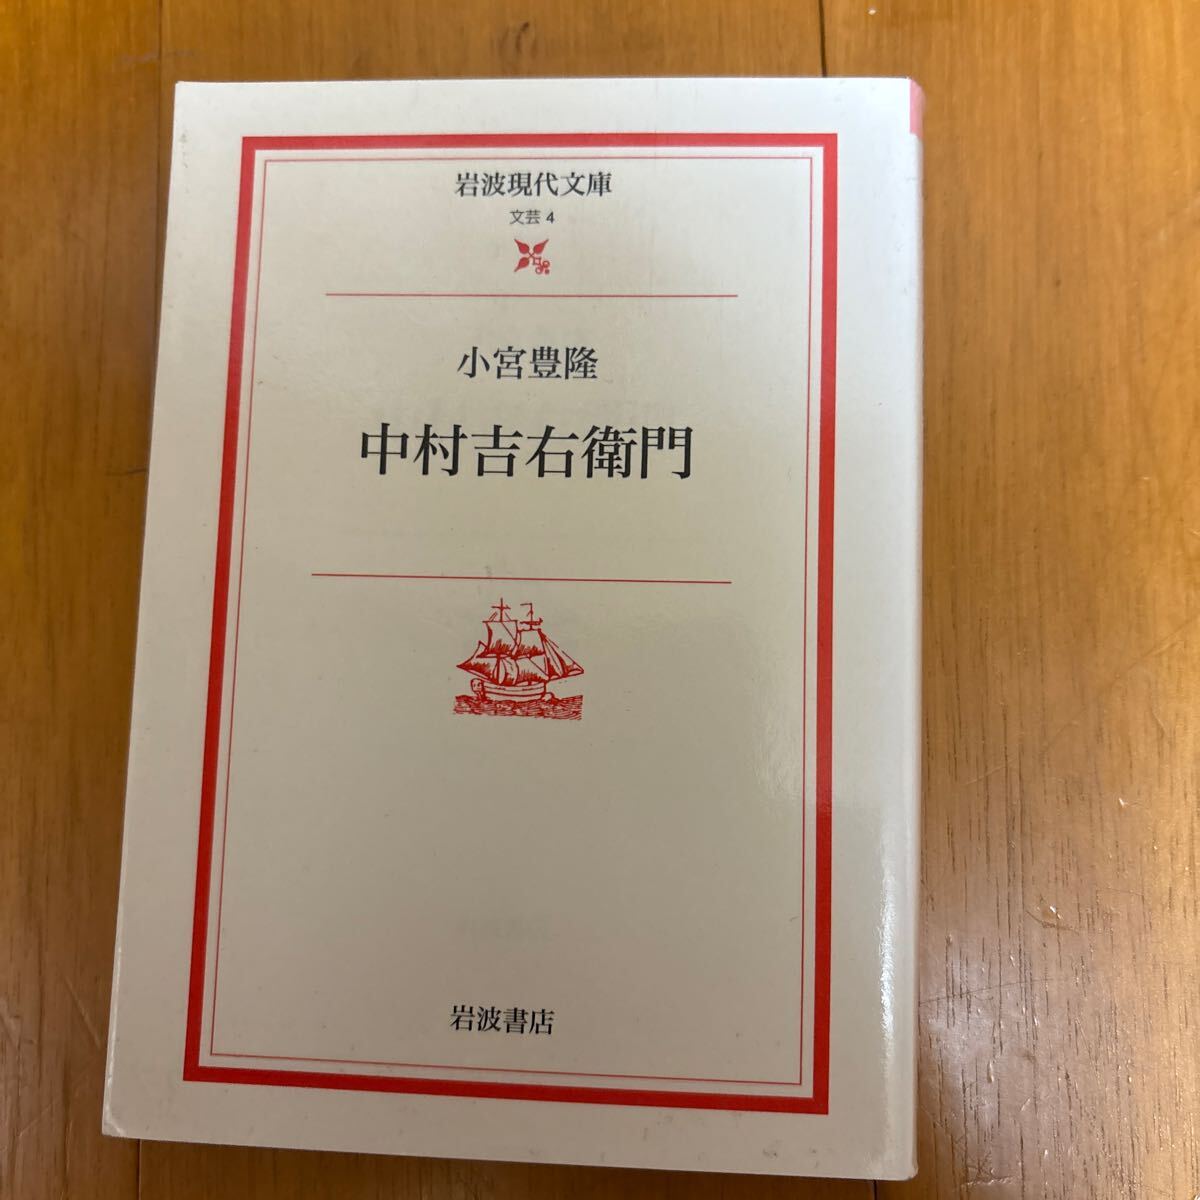 岩波現代文庫
文芸 4
小宮豊隆
中村吉右衛門
岩波書店